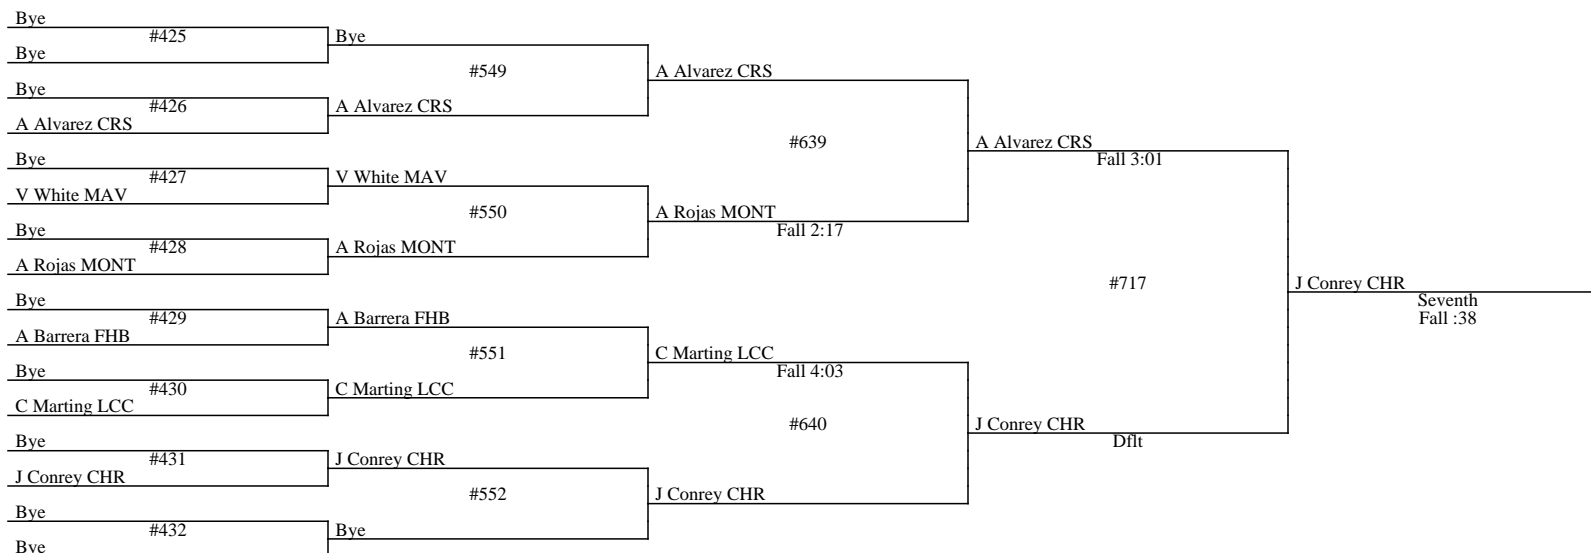 Bye
#425
Bye
Bye
#549
A Alvarez CRS
Bye
#426
A Alvarez CRS
A Alvarez CRS
#639
A Alvarez CRS
Fall 3:01
Bye
#427
V White MAV
V White MAV
#550
A Rojas MONT
Fall 2:17
Bye
#428
A Rojas MONT
A Rojas MONT
#717
J Conrey CHR
Seventh
Fall :38
Bye
#429
A Barrera FHB
A Barrera FHB
#551
C Marting LCC
Fall 4:03
Bye
#430
C Marting LCC
C Marting LCC
#640
J Conrey CHR
Dflt
Bye
#431
J Conrey CHR
J Conrey CHR
#552
J Conrey CHR
Bye
#432
Bye
Bye